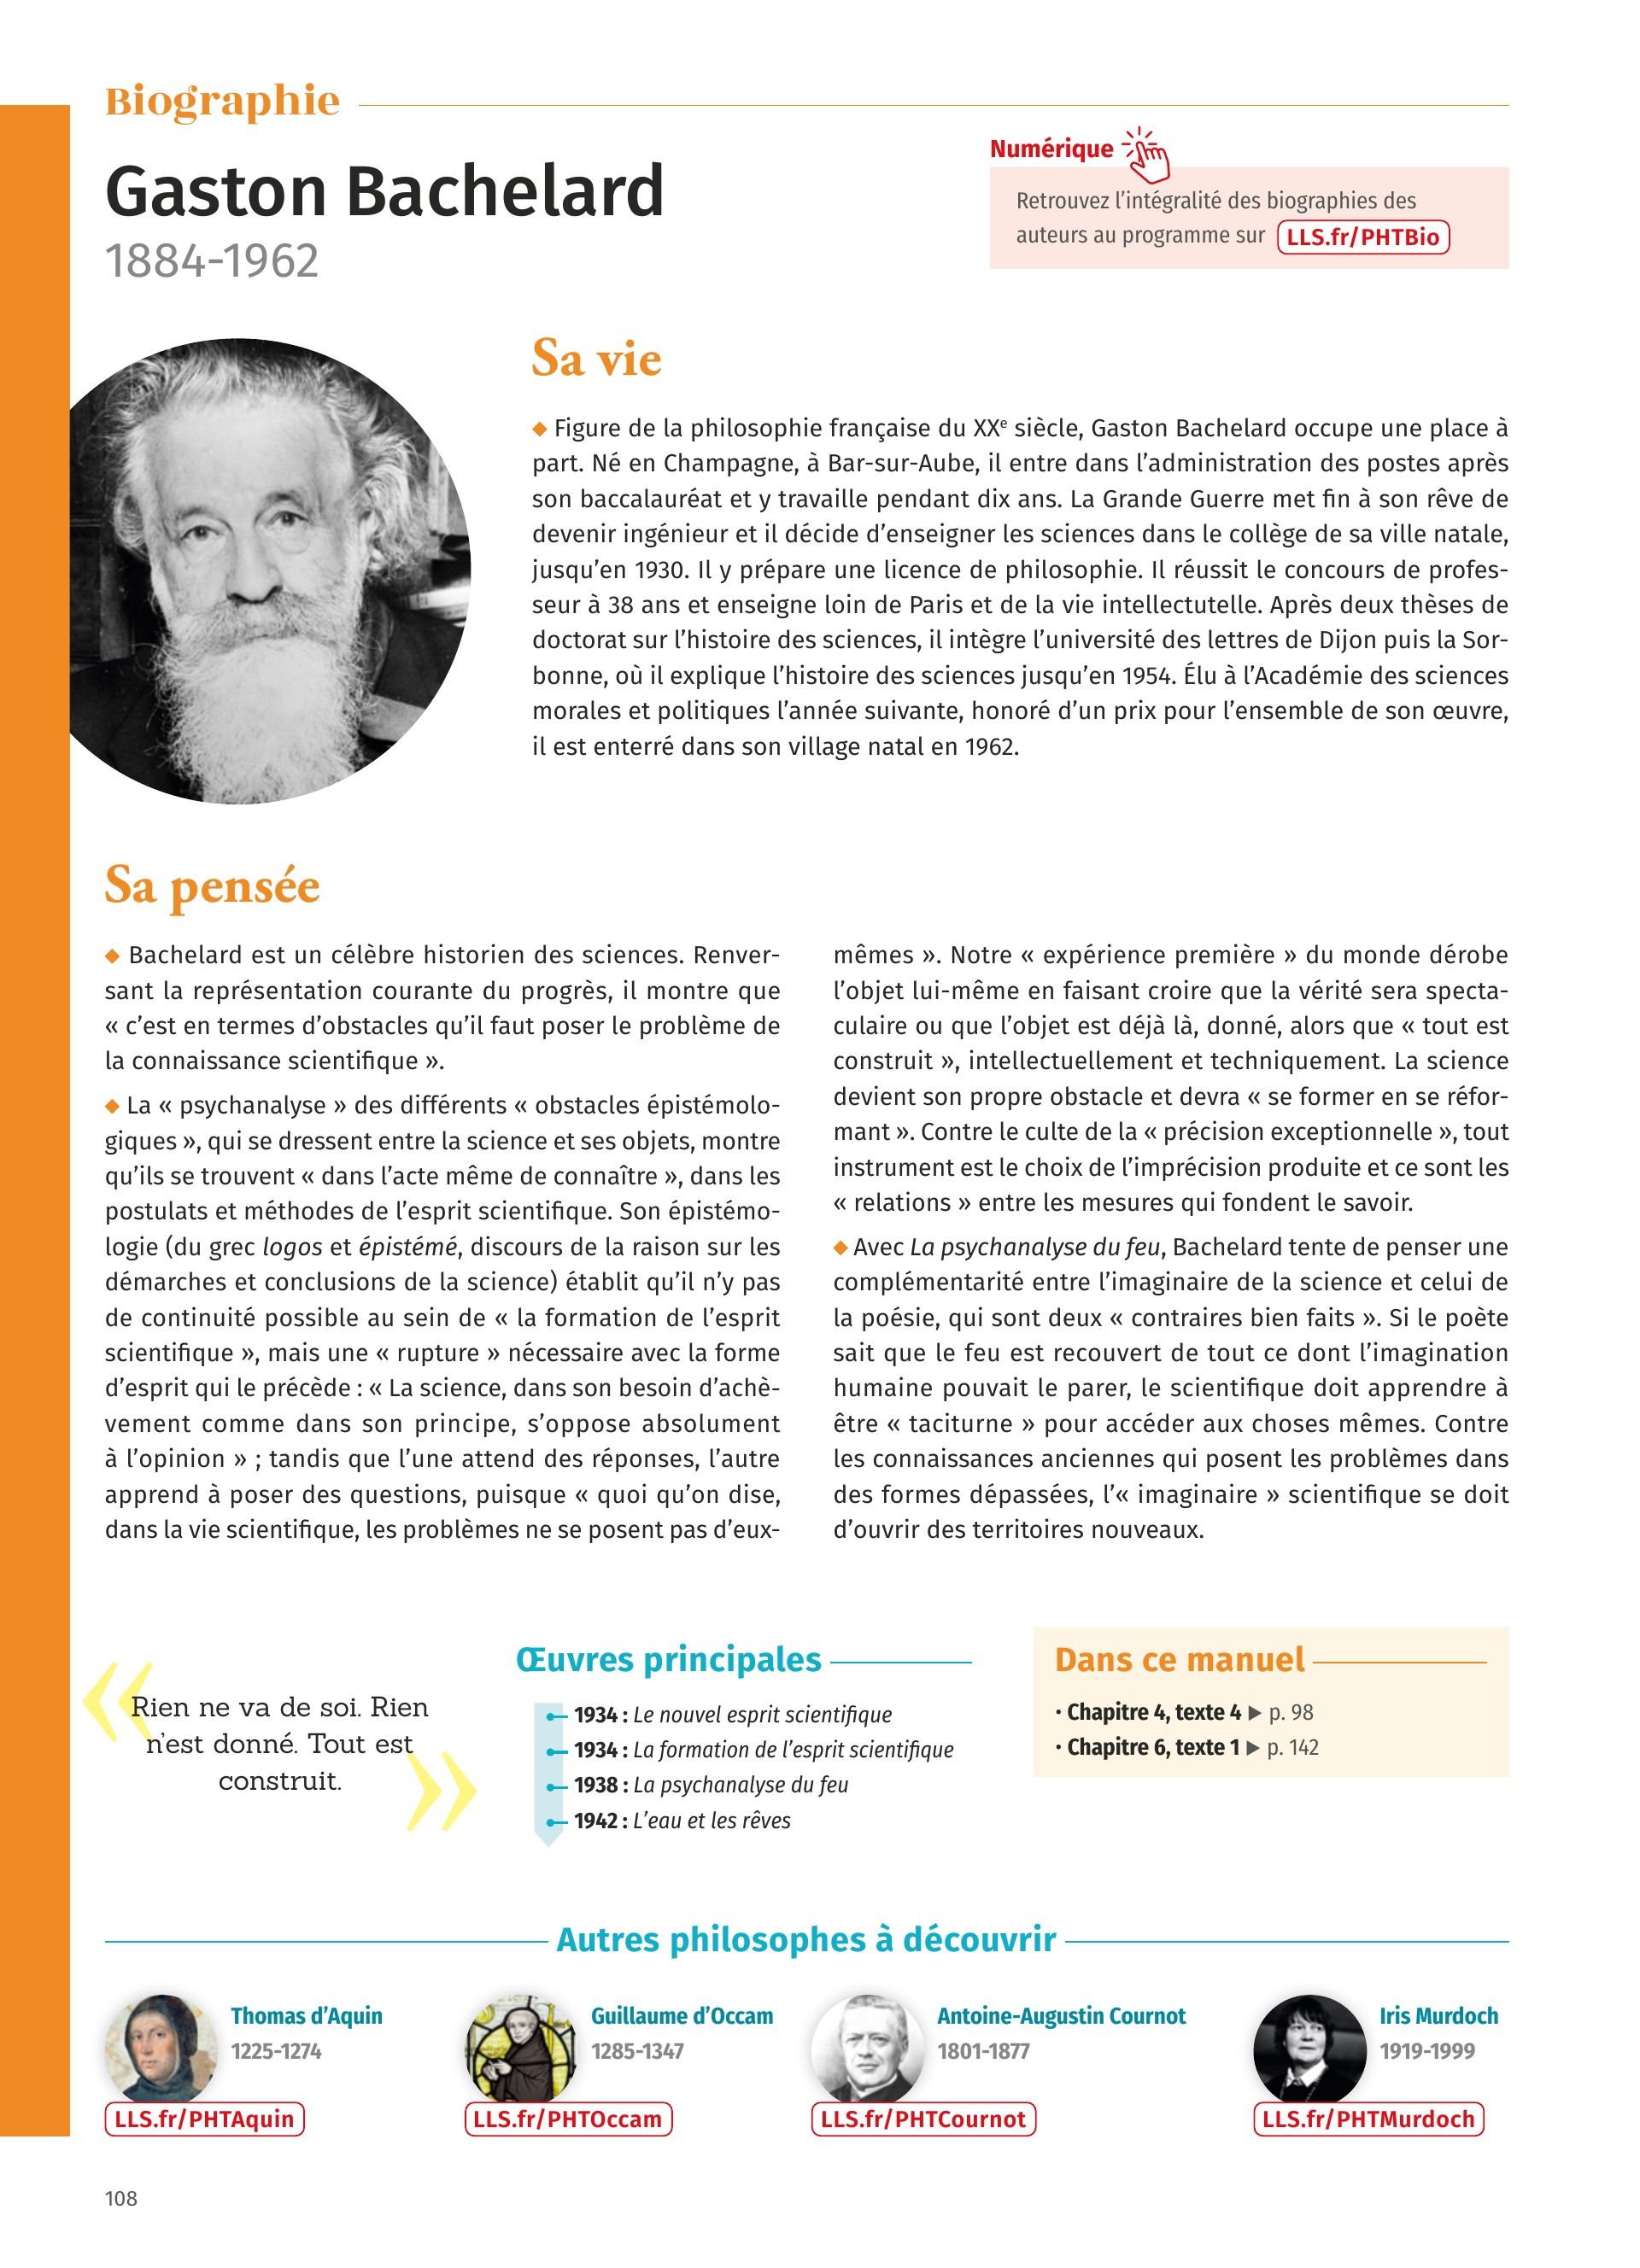 Biographie
Gaston Bachelard
1884-1962
Numérique
Retrouvez l’intégralité des biographies des
auteurs au programme sur LLS.fr/PHTBio
Sa vie
◆ Figure de la philosophie française du XXe siècle, Gaston Bachelard occupe une place à
part. Né en Champagne, à Bar-sur-Aube, il entre dans l’administration des postes après
son baccalauréat et y travaille pendant dix ans. La Grande Guerre met fin à son rêve de
devenir ingénieur et il décide d’enseigner les sciences dans le collège de sa ville natale,
jusqu’en 1930. Il y prépare une licence de philosophie. Il réussit le concours de profes-
seur à 38 ans et enseigne loin de Paris et de la vie intellectutelle. Après deux thèses de
doctorat sur l’histoire des sciences, il intègre l’université des lettres de Dijon puis la Sor-
bonne, où il explique l’histoire des sciences jusqu’en 1954. Élu à l’Académie des sciences
morales et politiques l’année suivante, honoré d’un prix pour l’ensemble de son œuvre,
il est enterré dans son village natal en 1962.
Sa pensée
◆ Bachelard est un célèbre historien des sciences. Renver-
sant la représentation courante du progrès, il montre que
« c’est en termes d’obstacles qu’il faut poser le problème de
la connaissance scientifique ».
◆ La « psychanalyse » des différents « obstacles épistémolo-
giques », qui se dressent entre la science et ses objets, montre
qu’ils se trouvent « dans l’acte même de connaître », dans les
postulats et méthodes de l’esprit scientifique. Son épistémo-
logie (du grec logos et épistémé, discours de la raison sur les
démarches et conclusions de la science) établit qu’il n’y pas
de continuité possible au sein de « la formation de l’esprit
scientifique », mais une « rupture » nécessaire avec la forme
d’esprit qui le précède : « La science, dans son besoin d’achè-
vement comme dans son principe, s’oppose absolument
à l’opinion » ; tandis que l’une attend des réponses, l’autre
apprend à poser des questions, puisque « quoi qu’on dise,
dans la vie scientifique, les problèmes ne se posent pas d’eux-
mêmes ». Notre « expérience première » du monde dérobe
l’objet lui-même en faisant croire que la vérité sera specta-
culaire ou que l’objet est déjà là, donné, alors que « tout est
construit », intellectuellement et techniquement. La science
devient son propre obstacle et devra « se former en se réfor-
mant ». Contre le culte de la « précision exceptionnelle », tout
instrument est le choix de l’imprécision produite et ce sont les
« relations » entre les mesures qui fondent le savoir.
◆ Avec La psychanalyse du feu, Bachelard tente de penser une
complémentarité entre l’imaginaire de la science et celui de
la poésie, qui sont deux « contraires bien faits ». Si le poète
sait que le feu est recouvert de tout ce dont l’imagination
humaine pouvait le parer, le scientifique doit apprendre à
être « taciturne » pour accéder aux choses mêmes. Contre
les connaissances anciennes qui posent les problèmes dans
des formes dépassées, l’« imaginaire » scientifique se doit
d’ouvrir des territoires nouveaux.
« Rien ne va de soi. Rien
n’est donné. Tout est
construit. »
Œuvres principales
1934 : Le nouvel esprit scientifique
1934 : La formation de l’esprit scientifique
1938 : La psychanalyse du feu
1942 : L’eau et les rêves
Dans ce manuel
• Chapitre 4, texte 4 ▶ p. 98
• Chapitre 6, texte 1 ▶ p. 142
Autres philosophes à découvrir
Thomas d’Aquin
1225-1274
LLS.fr/PHTAquin
Guillaume d’Occam
1285-1347
LLS.fr/PHTOccam
Antoine-Augustin Cournot
1801-1877
LLS.fr/PHTCournot
Iris Murdoch
1919-1999
LLS.fr/PHTMurdoch
108